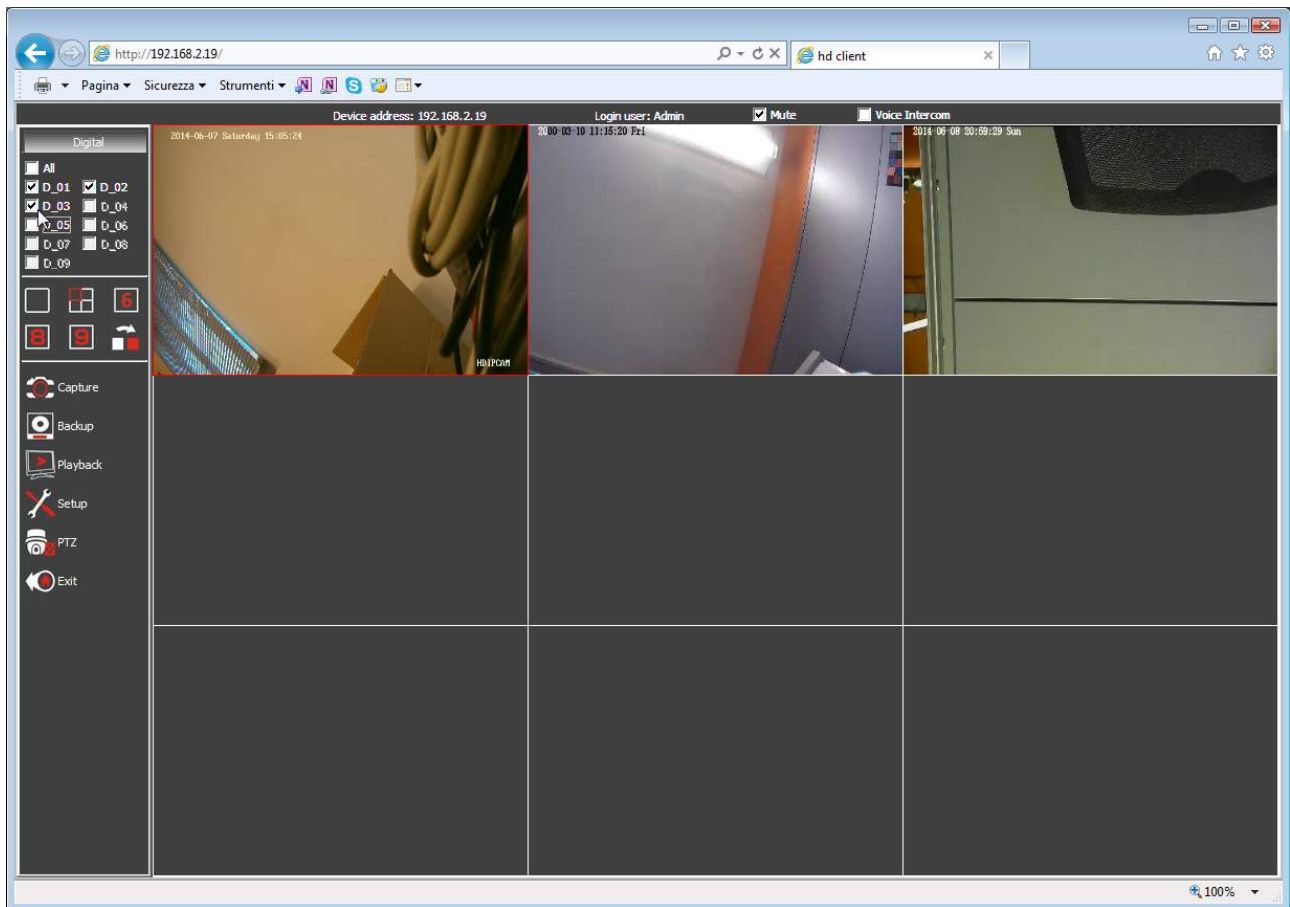 http://192.168.2.19/
hd client
Pagina Sicurezza Strumenti
Device address: 192.168.2.19 Login user: Admin Mute Voice Intercom
Digital
All
D_01 D_02
D_03 D_04
D_05 D_06
D_07 D_08
D_09
6
8 9
Capture
Backup
Playback
Setup
PTZ
Exit
2014-06-07 Saturday 15:05:24
HDIPCAM
2000-03-10 11:15:20 Fri
2014-06-08 20:59:29 Sun
100%